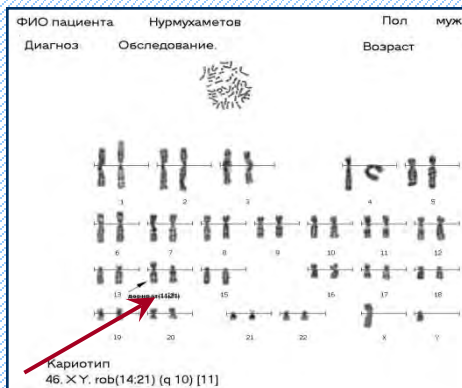 ФИО пациента Нурмухаметов Пол муж
Диагноз Обследование. Возраст
1 2 3 4 5
6 7 8 9 10 11 12
13 15 16 17 18
19 20 21 22 X Y
Кариотип
46. X Y. rob(14:21) (q 10) [11]